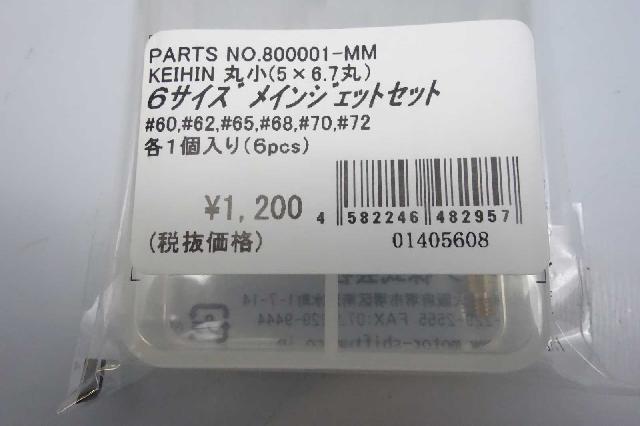 PARTS NO.800001-MM
KEIHIN 丸小(5×6.7丸)
6サイズ メインジェットセット
#60,#62,#65,#68,#70,#72
各1個入り(6pcs)
¥1,200
(税抜価格)
4 582246 482957
01405608